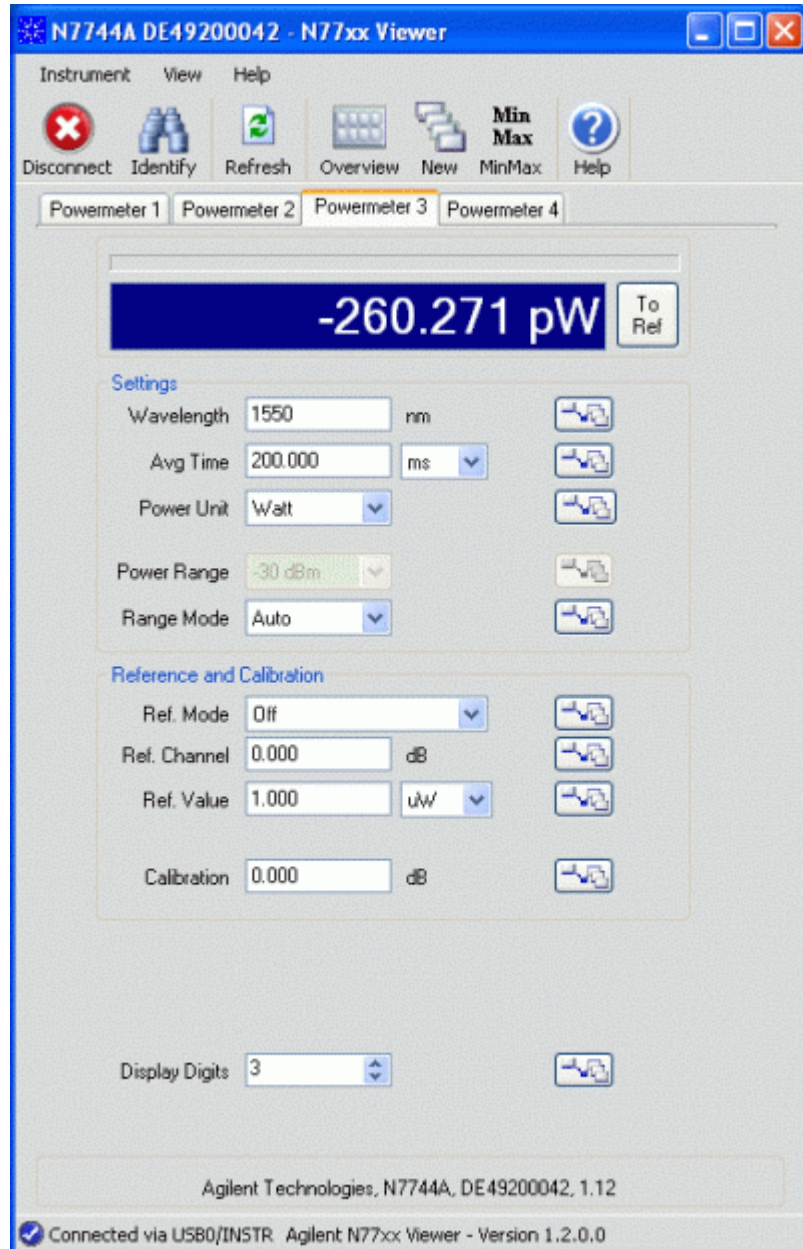 N7744A DE49200042 - N77xx Viewer
Instrument View Help
Min Max
Disconnect Identify Refresh Overview New MinMax Help
Powermeter 1 Powermeter 2 Powermeter 3 Powermeter 4
-260.271 pW To Ref
Settings
Wavelength 1550 nm
Avg Time 200.000 ms
Power Unit Watt
Power Range -30 dBm
Range Mode Auto
Reference and Calibration
Ref. Mode Off
Ref. Channel 0.000 dB
Ref. Value 1.000 uW
Calibration 0.000 dB
Display Digits 3
Agilent Technologies, N7744A, DE49200042, 1.12
Connected via USB0/INSTR Agilent N77xx Viewer - Version 1.2.0.0